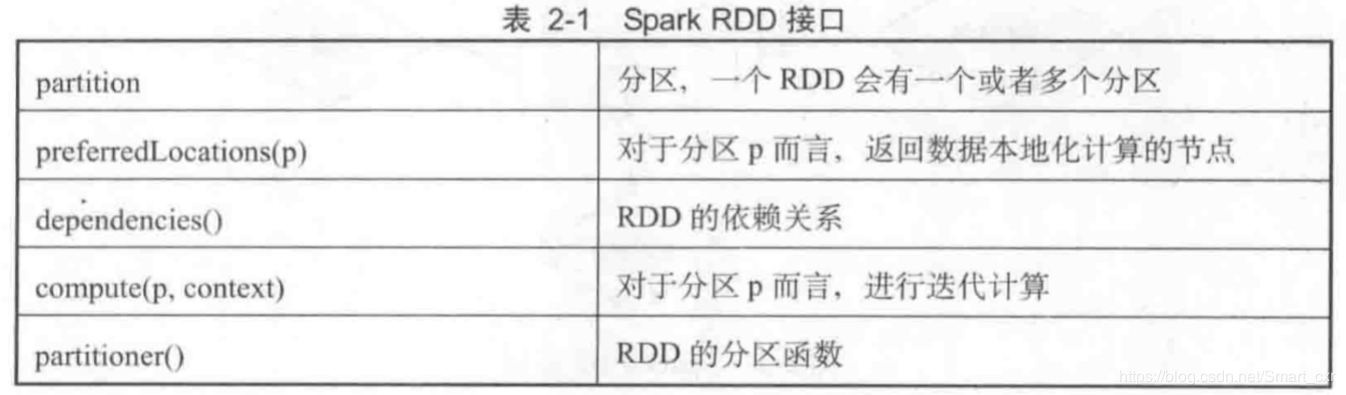 表 2-1 Spark RDD 接口
partition 分区，一个 RDD 会有一个或者多个分区
preferredLocations(p) 对于分区 p 而言，返回数据本地化计算的节点
dependencies() RDD 的依赖关系
compute(p, context) 对于分区 p 而言，进行迭代计算
partitioner() RDD 的分区函数
https://blog.csdn.net/Smart_cxr